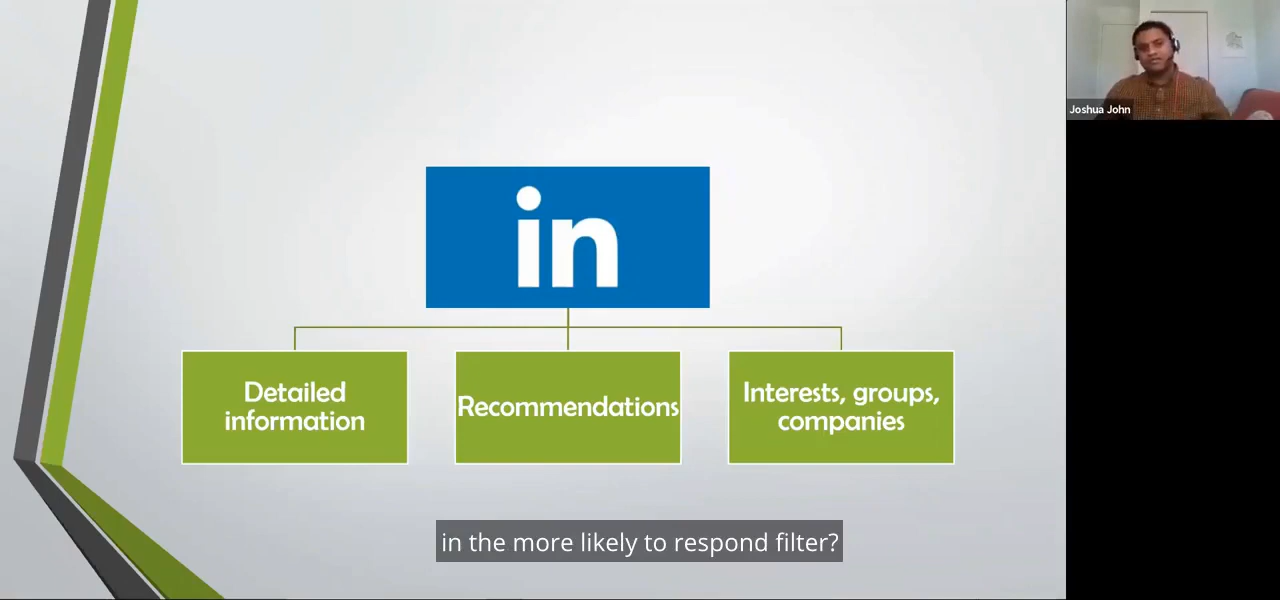 Joshua John
in
Detailed
information
Recommendations
Interests, groups,
companies
in the more likely to respond filter?